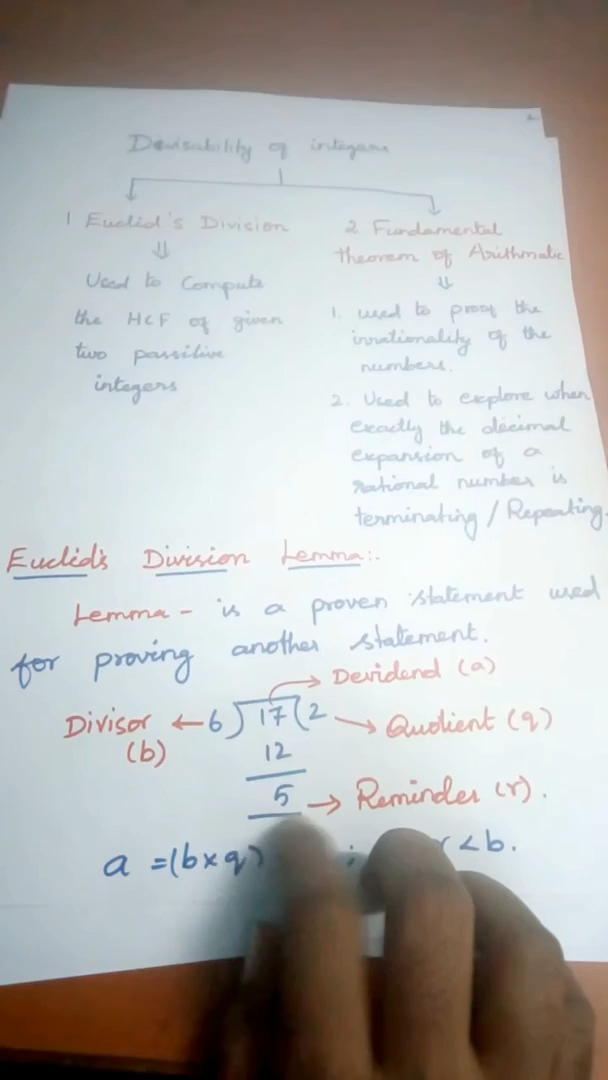 Devisability of integers
1 Euclid's Division
⇓
Used to Compute
the HCF of given
two passitive
integers
2 Fundamental
theorem of Arithmatic
⇓
1. used to proof the
irrationality of the
numbers.
2. Used to explore when
exactly the decimal
expansion of a
rational number is
terminating / Repeating.
Euclid's Division Lemma:-
Lemma - is a proven statement used
for proving another statement.
→ Devidend (a)
Divisor ← 6 ) 17 ( 2 → Quotient (q)
(b)
12
5 → Reminder (r).
a = (b×q) r < b.